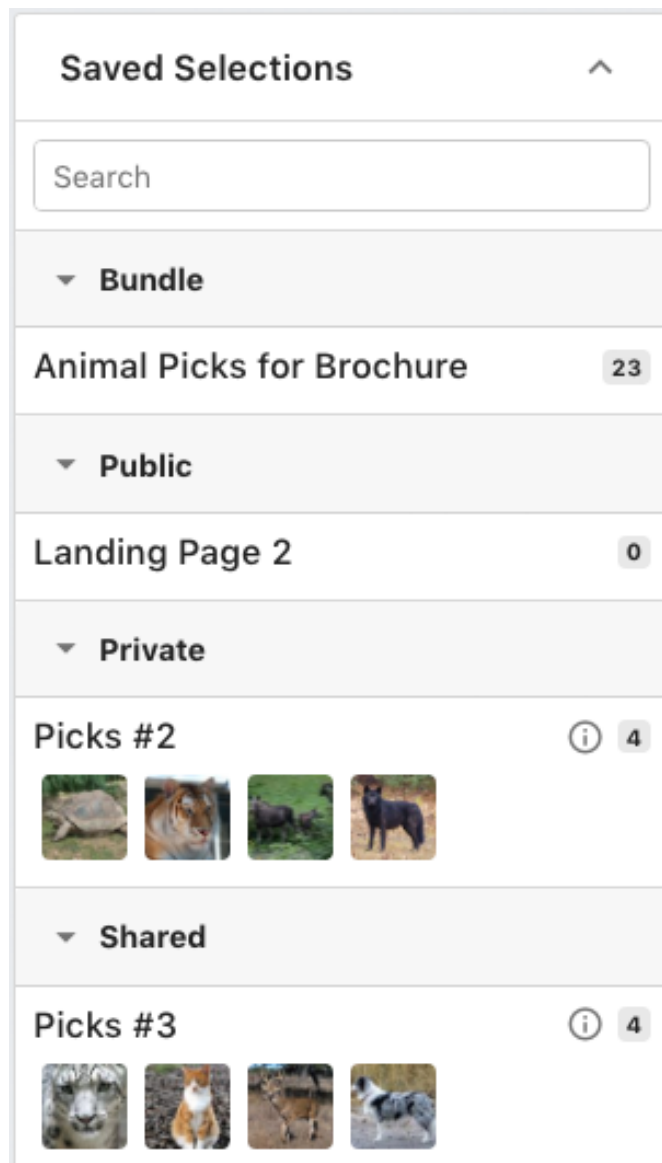 Saved Selections
Search
Bundle
Animal Picks for Brochure 23
Public
Landing Page 2 0
Private
Picks #2 4
Shared
Picks #3 4